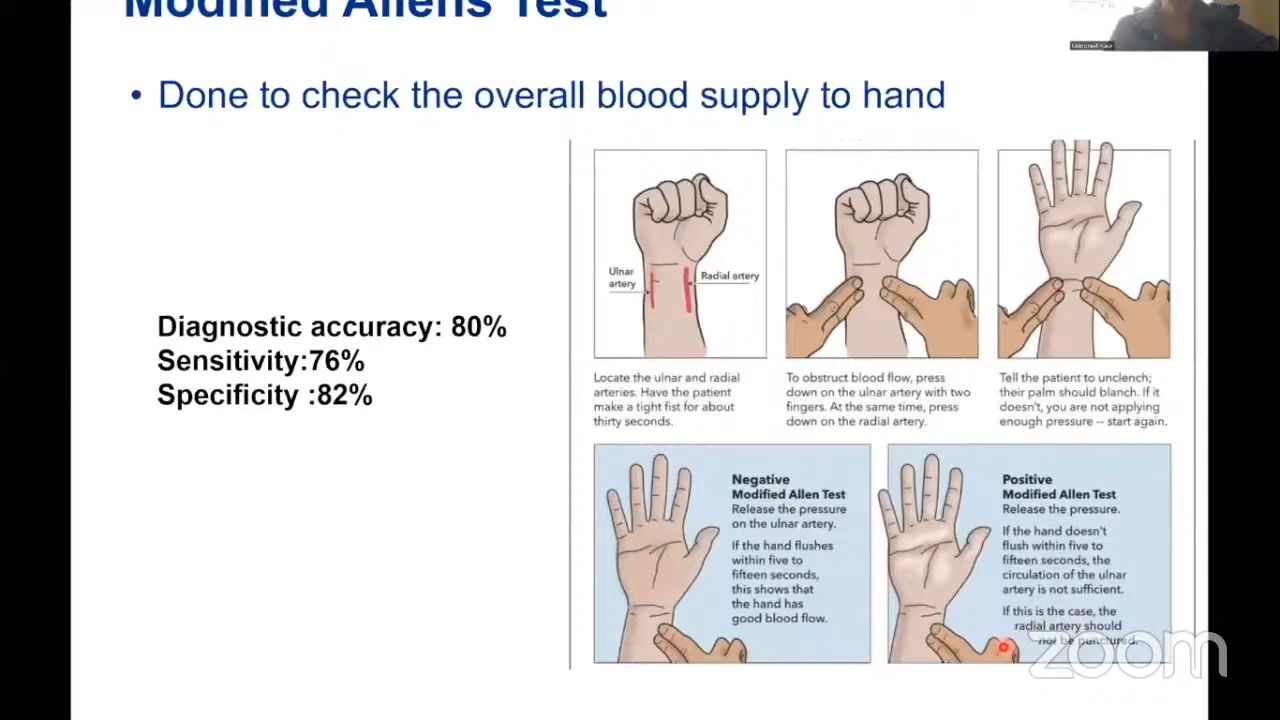 Modified Allens Test
• Done to check the overall blood supply to hand
Diagnostic accuracy: 80%
Sensitivity:76%
Specificity :82%
Ulnar
artery
Radial artery
Locate the ulnar and radial
arteries. Have the patient
make a tight fist for about
thirty seconds.
To obstruct blood flow, press
down on the ulnar artery with two
fingers. At the same time, press
down on the radial artery.
Tell the patient to unclench;
their palm should blanch. If it
doesn't, you are not applying
enough pressure -- start again.
Negative
Modified Allen Test
Release the pressure
on the ulnar artery.
If the hand flushes
within five to
fifteen seconds,
this shows that
the hand has
good blood flow.
Positive
Modified Allen Test
Release the pressure.
If the hand doesn't
flush within five to
fifteen seconds, the
circulation of the ulnar
artery is not sufficient.
If this is the case, the
radial artery should
not be punctured.
zoom